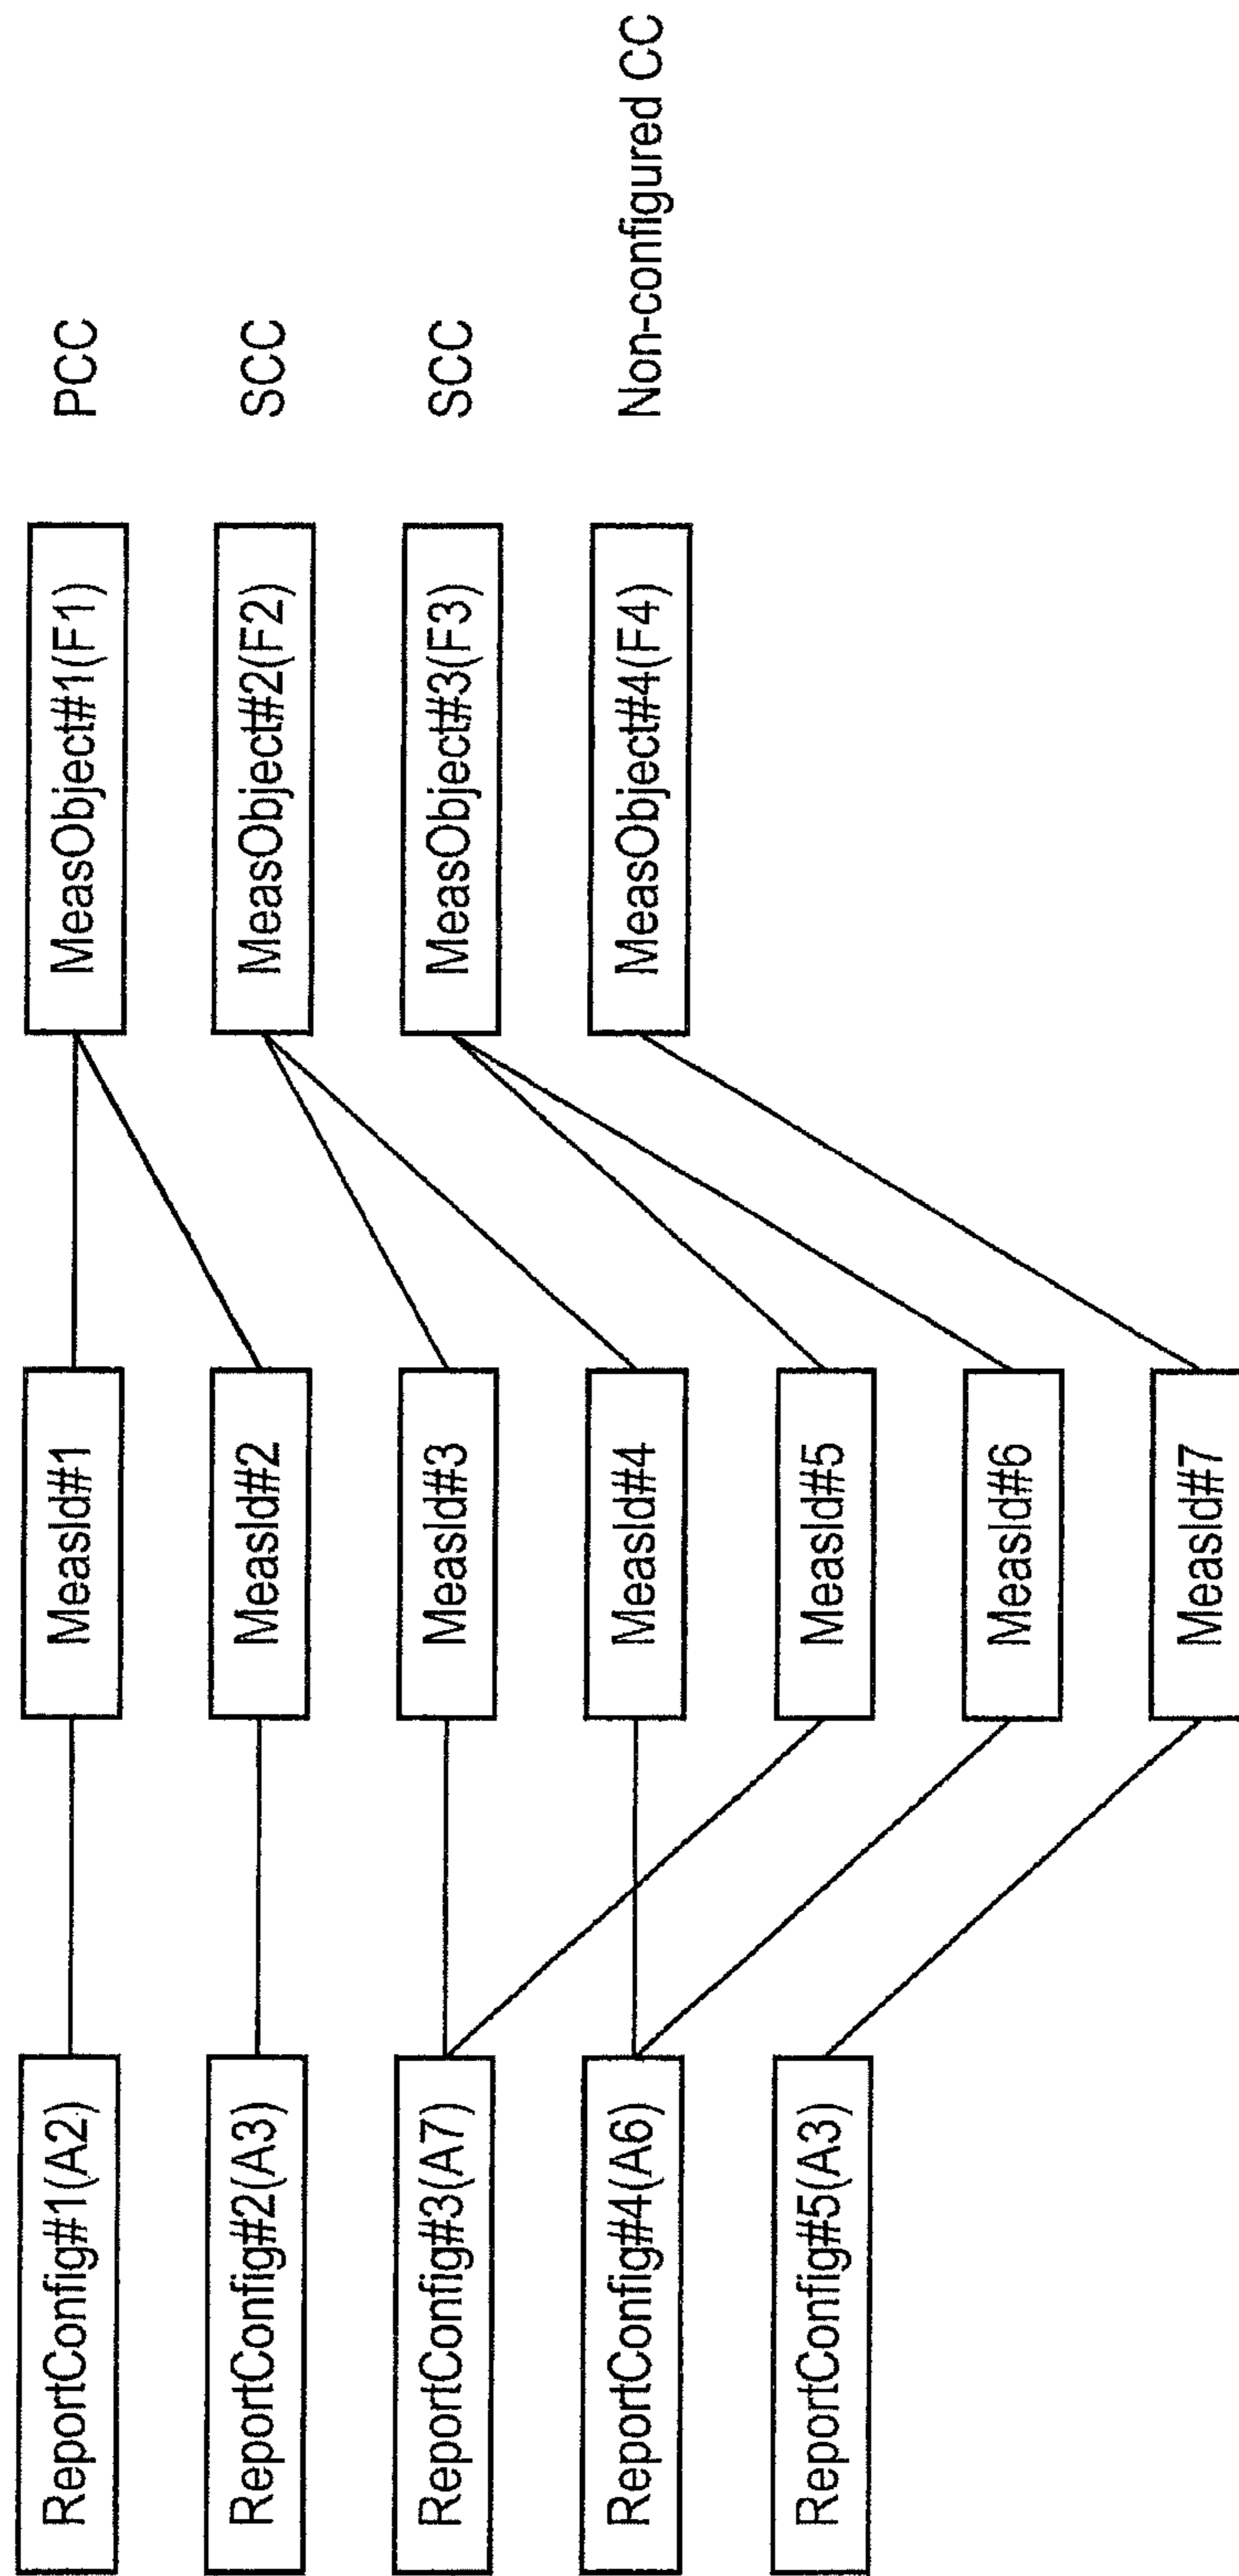 ReportConfig#1(A2)
MeasId#1
MeasObject#1(F1)
PCC
ReportConfig#2(A3)
MeasId#2
MeasObject#2(F2)
SCC
ReportConfig#3(A7)
MeasId#3
MeasObject#3(F3)
SCC
ReportConfig#4(A6)
MeasId#4
MeasObject#4(F4)
Non-configured CC
ReportConfig#5(A3)
MeasId#5
MeasId#6
MeasId#7